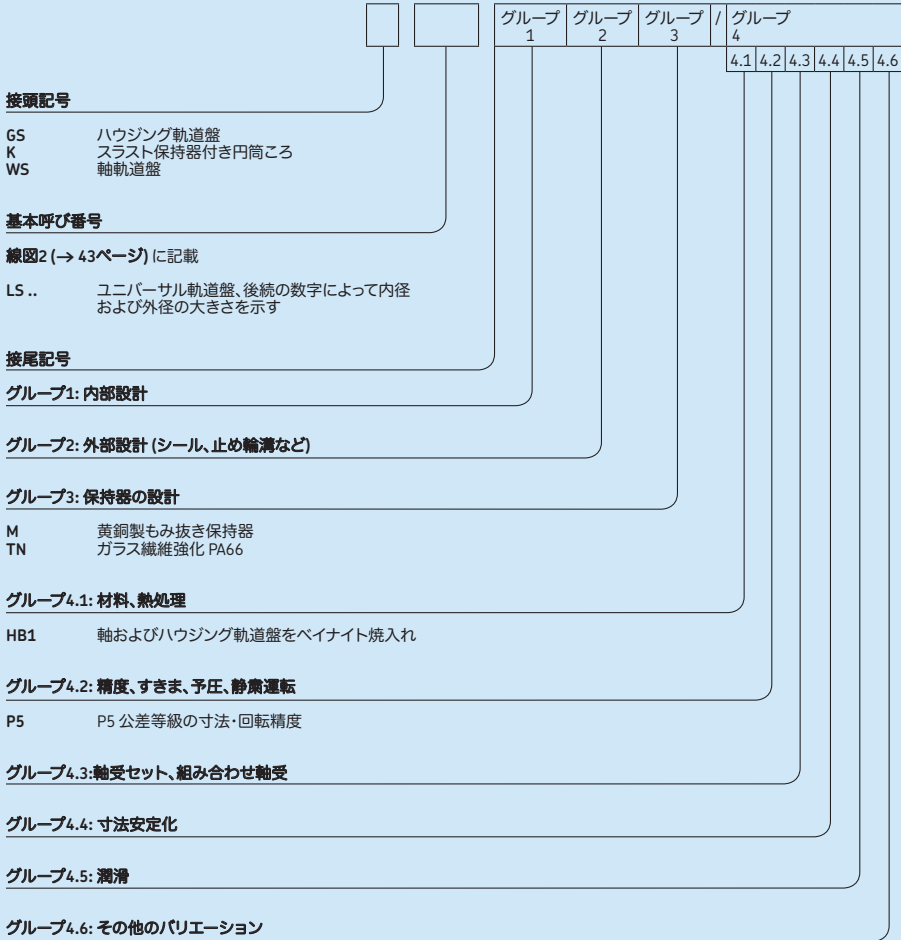 グループ グループ グループ / グループ
1 2 3 4
4.1 4.2 4.3 4.4 4.5 4.6
接頭記号
GS ハウジング軌道盤
K スラスト保持器付き円筒ころ
WS 軸軌道盤
基本呼び番号
線図2 (→ 43ページ) に記載
LS .. ユニバーサル軌道盤、後続の数字によって内径
および外径の大きさを示す
接尾記号
グループ1: 内部設計
グループ2: 外部設計 (シール、止め輪溝など)
グループ3: 保持器の設計
M 黄銅製もみ抜き保持器
TN ガラス繊維強化 PA66
グループ4.1: 材料、熱処理
HB1 軸およびハウジング軌道盤をベイナイト焼入れ
グループ4.2: 精度、すきま、予圧、静粛運転
P5 P5 公差等級の寸法・回転精度
グループ4.3:軸受セット、組み合わせ軸受
グループ4.4: 寸法安定化
グループ4.5: 潤滑
グループ4.6: その他のバリエーション